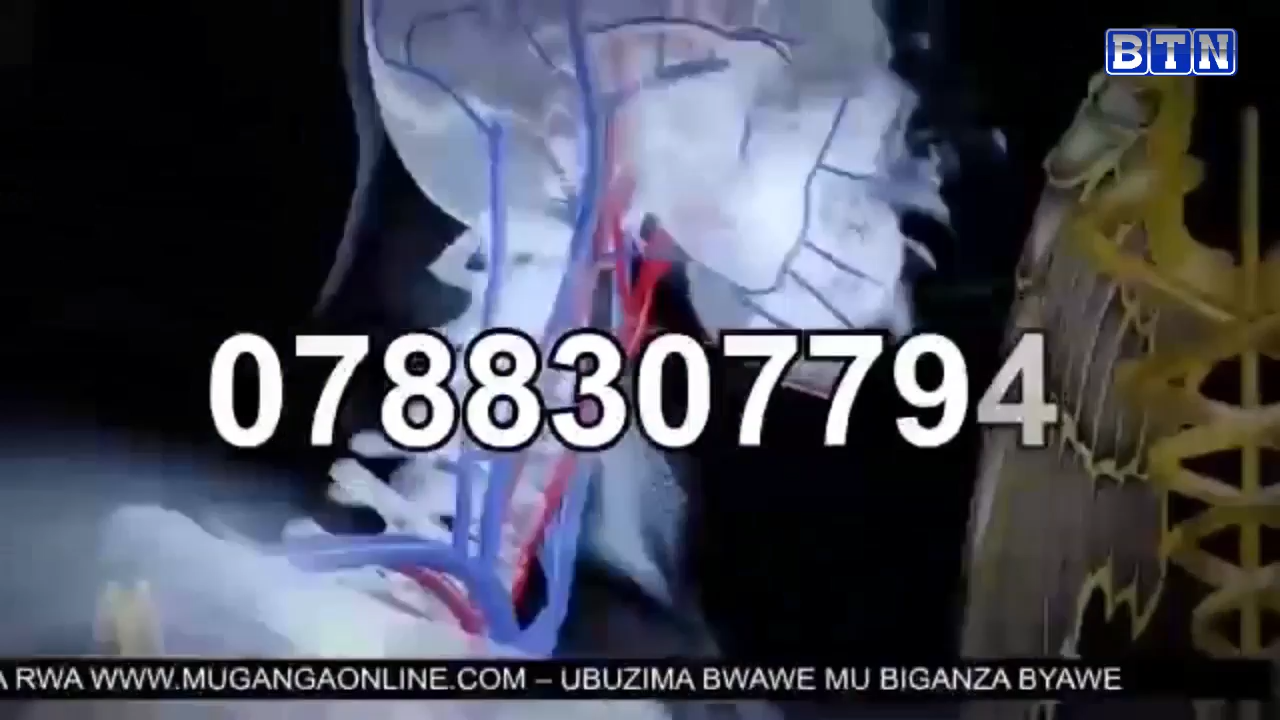 BTN
0788307794
A RWA WWW.MUGANGAONLINE.COM – UBUZIMA BWAWE MU BIGANZA BYAWE